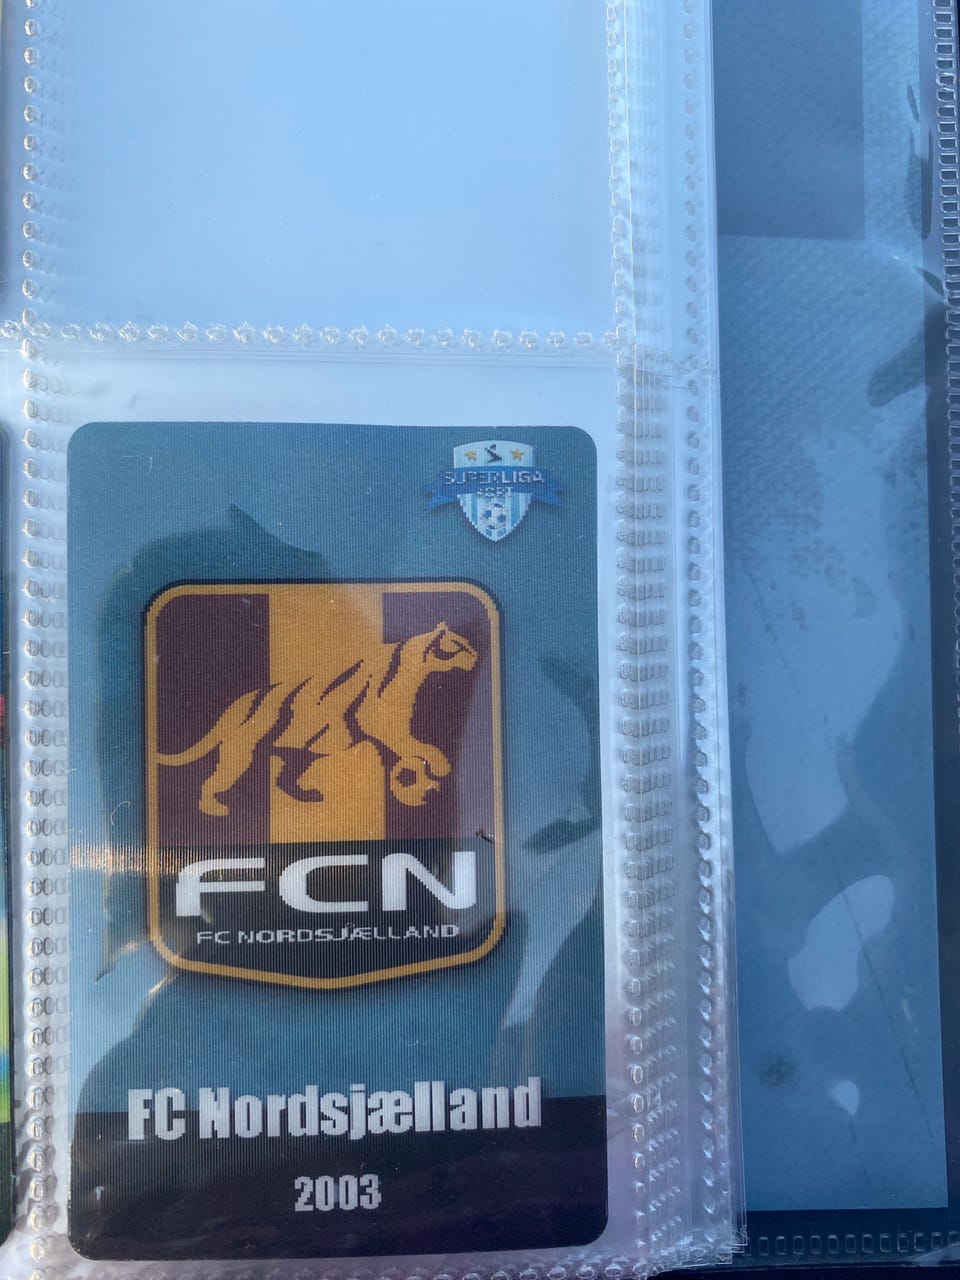 SUPERLIGA
FCN
FC NORDSJÆLLAND
FC Nordsjælland
2003